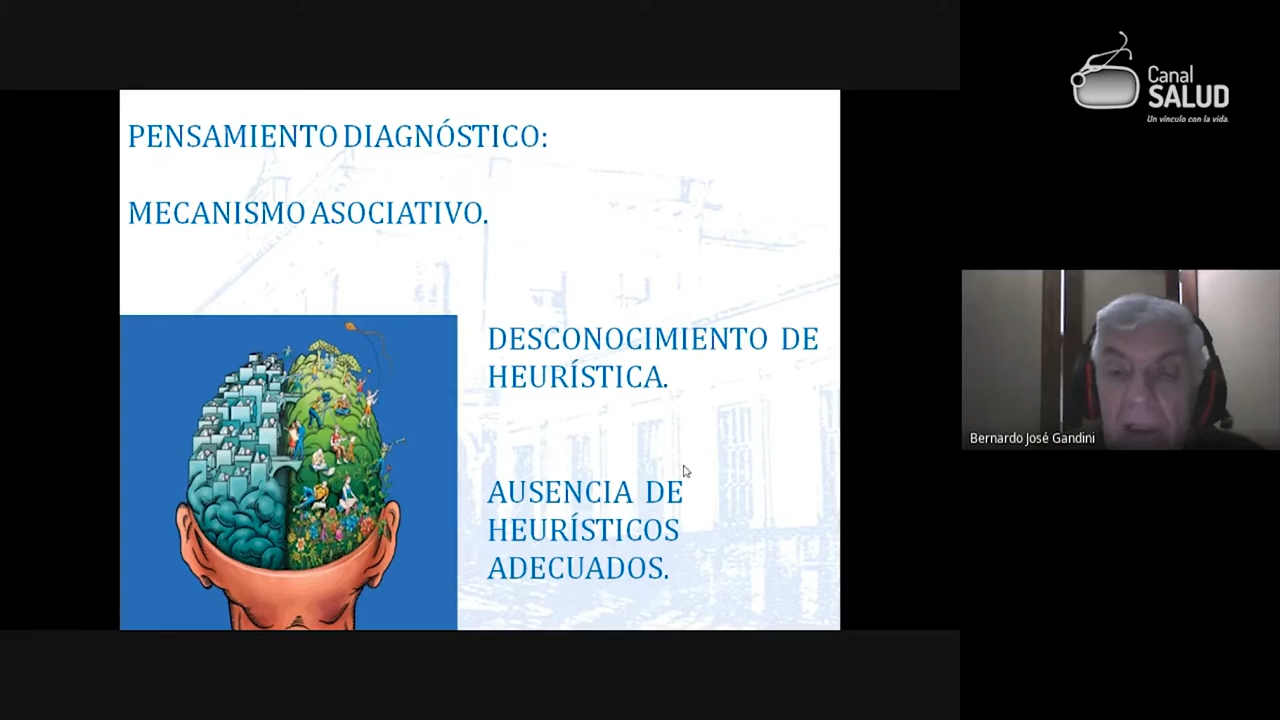 PENSAMIENTO DIAGNÓSTICO:
MECANISMO ASOCIATIVO.
DESCONOCIMIENTO DE
HEURÍSTICA.
AUSENCIA DE
HEURÍSTICOS
ADECUADOS.
Canal
SALUD
Un vínculo con la vida.
Bernardo José Gandini